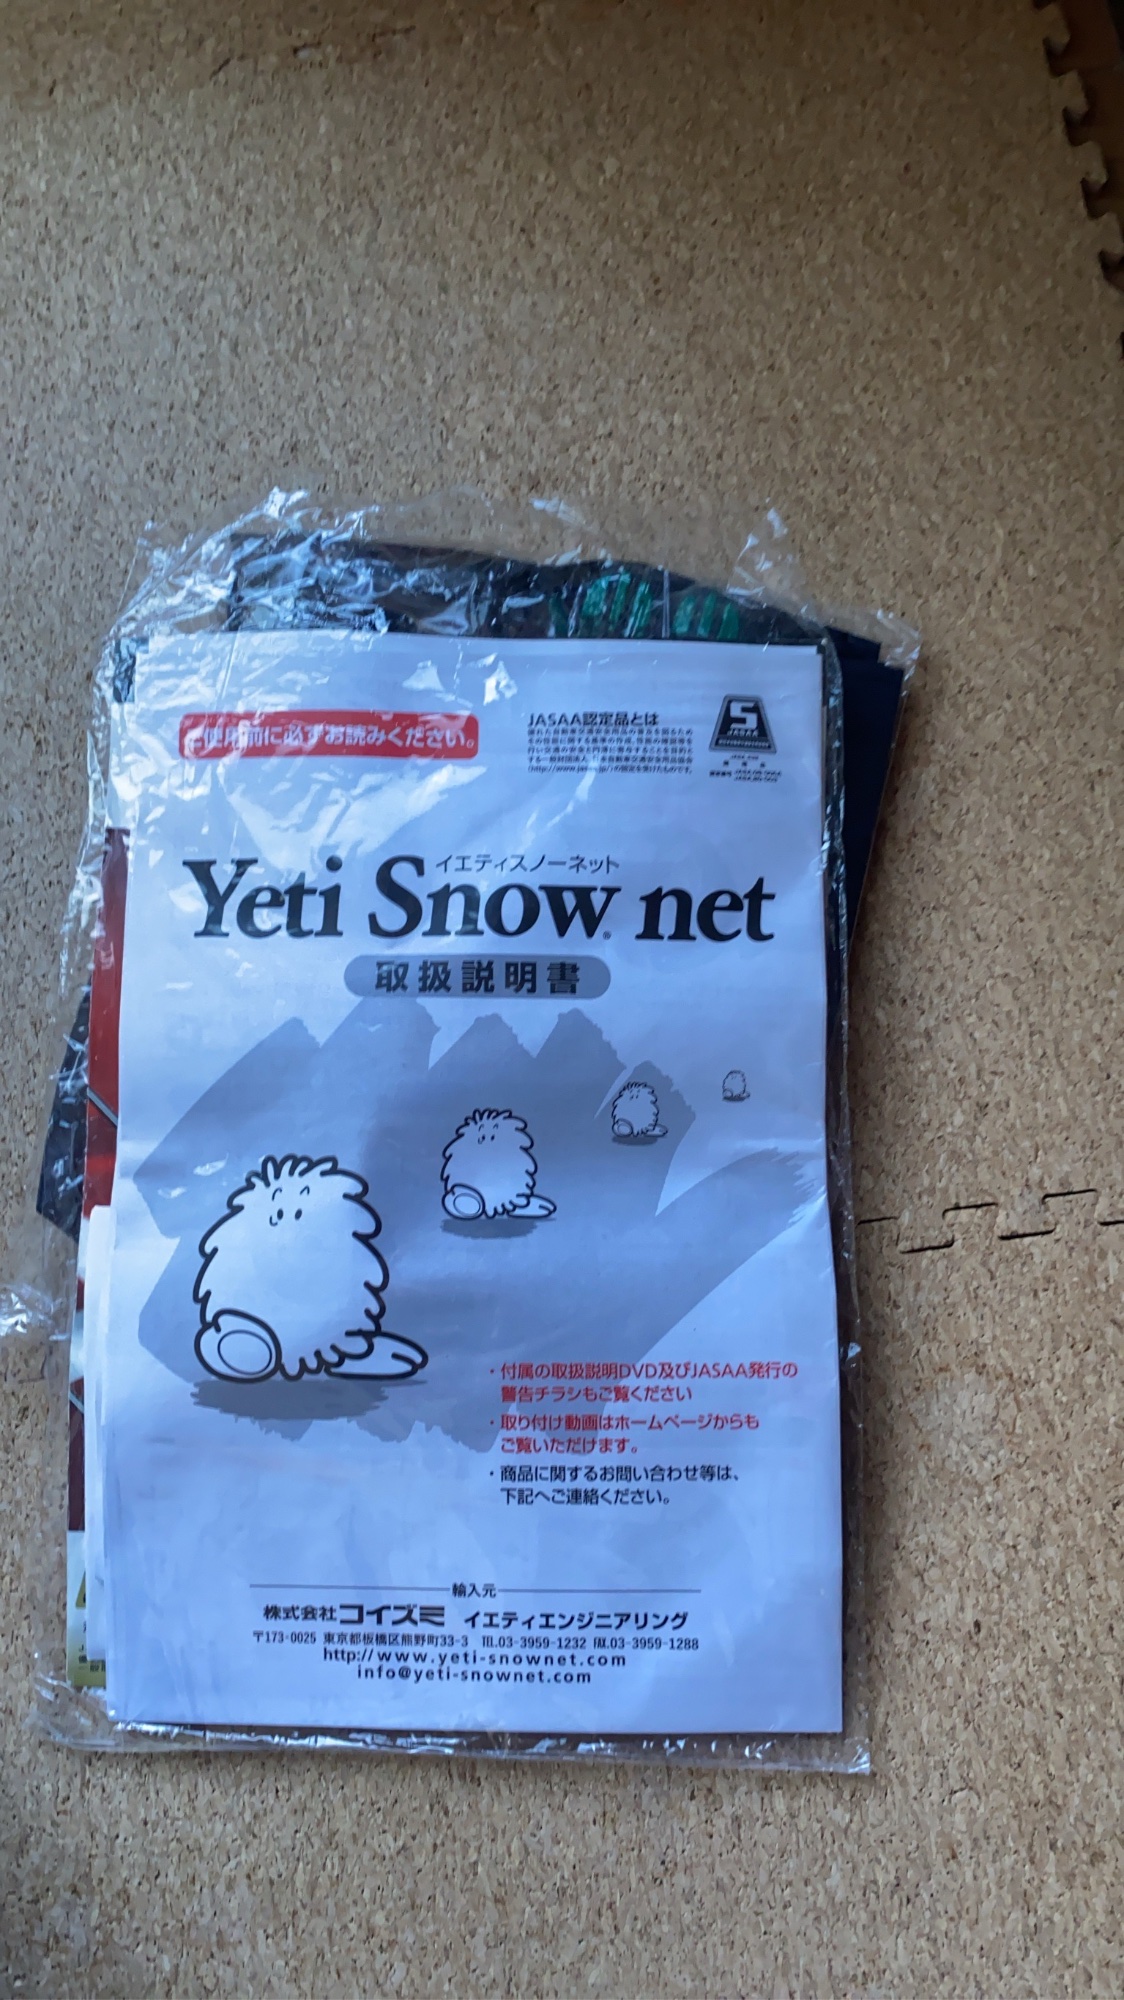 ご使用前に必ずお読みください。
JASAA認定品とは
S
JASAA
イエティスノーネット
Yeti Snow net
®
取扱説明書
・付属の取扱説明DVD及びJASAA発行の
警告チラシもご覧ください
・取り付け動画はホームページからも
ご覧いただけます。
・商品に関するお問い合わせ等は、
下記へご連絡ください。
輸入元
株式会社コイズミ イエティエンジニアリング
〒173-0025 東京都板橋区熊野町33-3 TEL.03-3959-1232 FAX.03-3959-1288
http://www.yeti-snownet.com
info@yeti-snownet.com